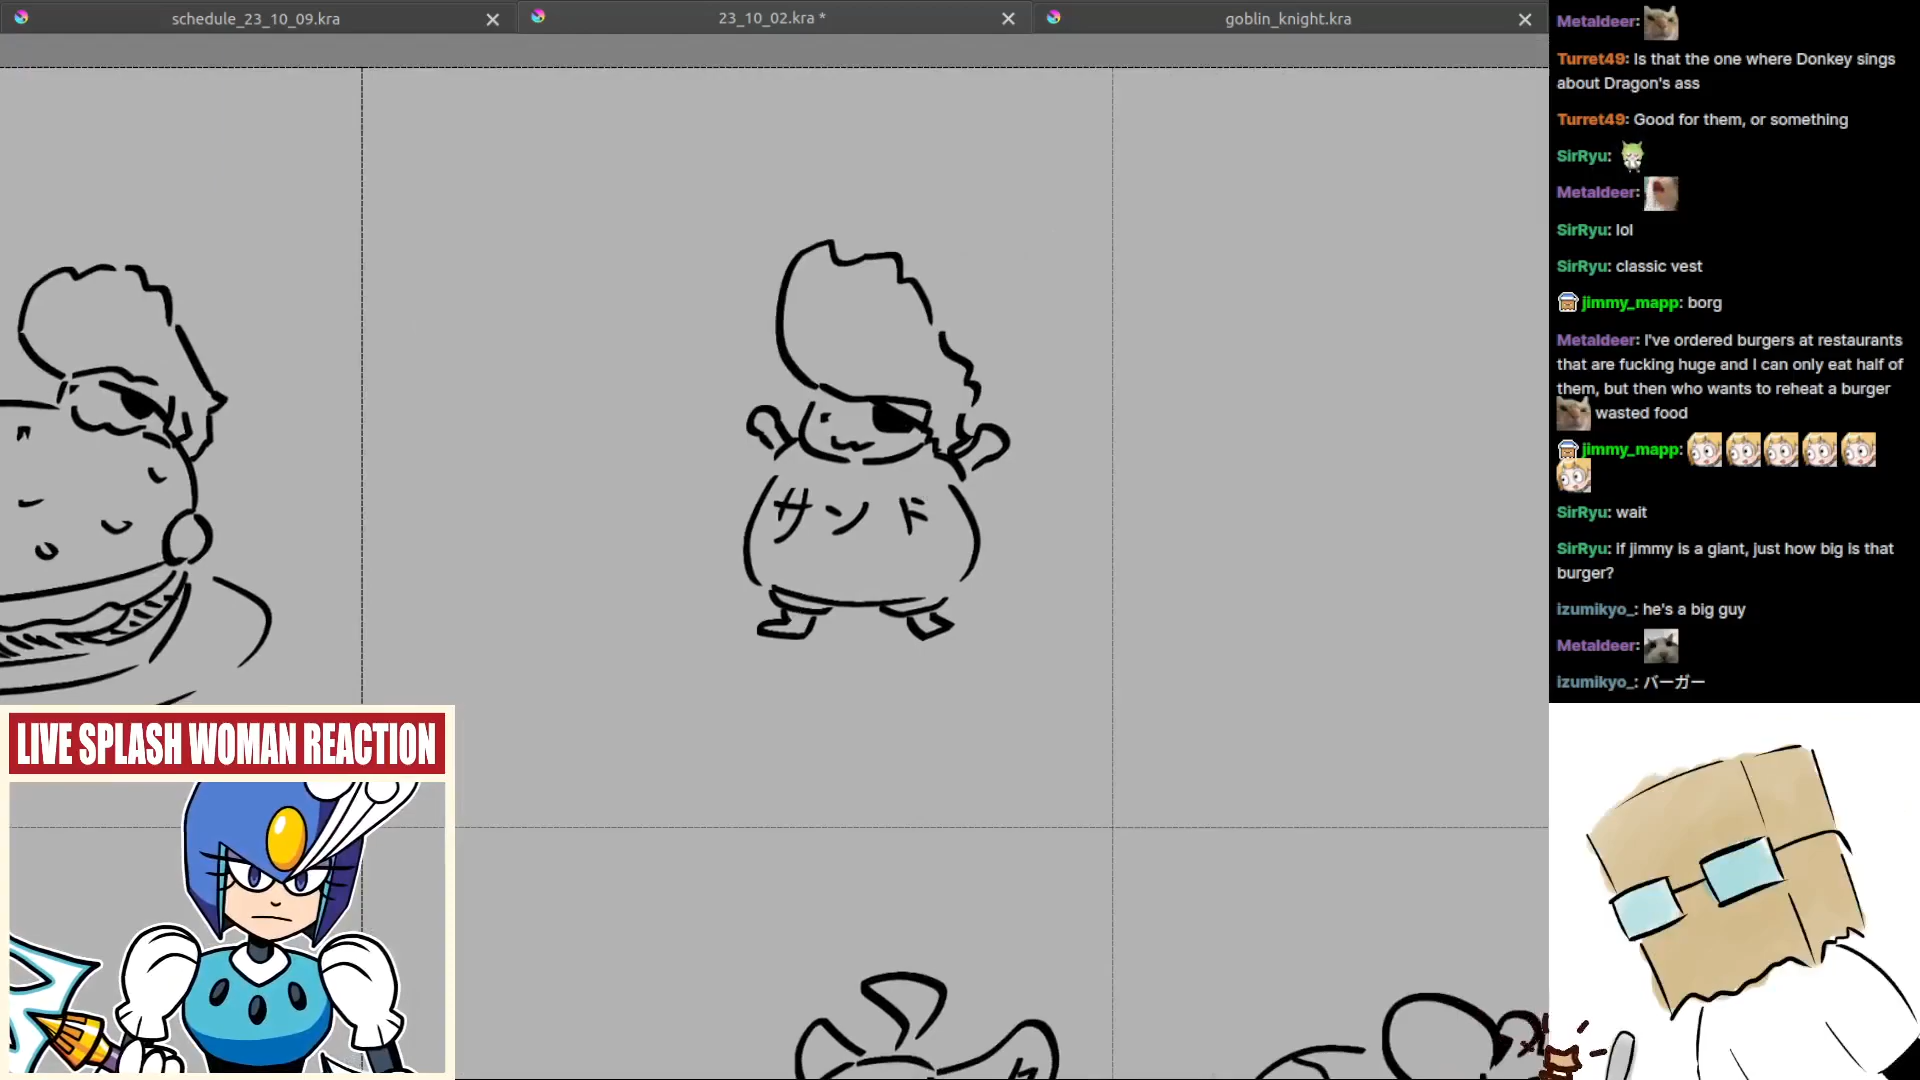 schedule_23_10_09.kra
23_10_02.kra *
goblin_knight.kra
サンド
LIVE SPLASH WOMAN REACTION
Metaldeer:
Turret49: Is that the one where Donkey sings
about Dragon's ass
Turret49: Good for them, or something
SirRyu:
Metaldeer:
SirRyu: lol
SirRyu: classic vest
jimmy_mapp: borg
Metaldeer: I've ordered burgers at restaurants
that are fucking huge and I can only eat half of
them, but then who wants to reheat a burger
wasted food
jimmy_mapp:
SirRyu: wait
SirRyu: if jimmy is a giant, just how big is that
burger?
izumikyo_: he's a big guy
Metaldeer:
izumikyo_: バーガー